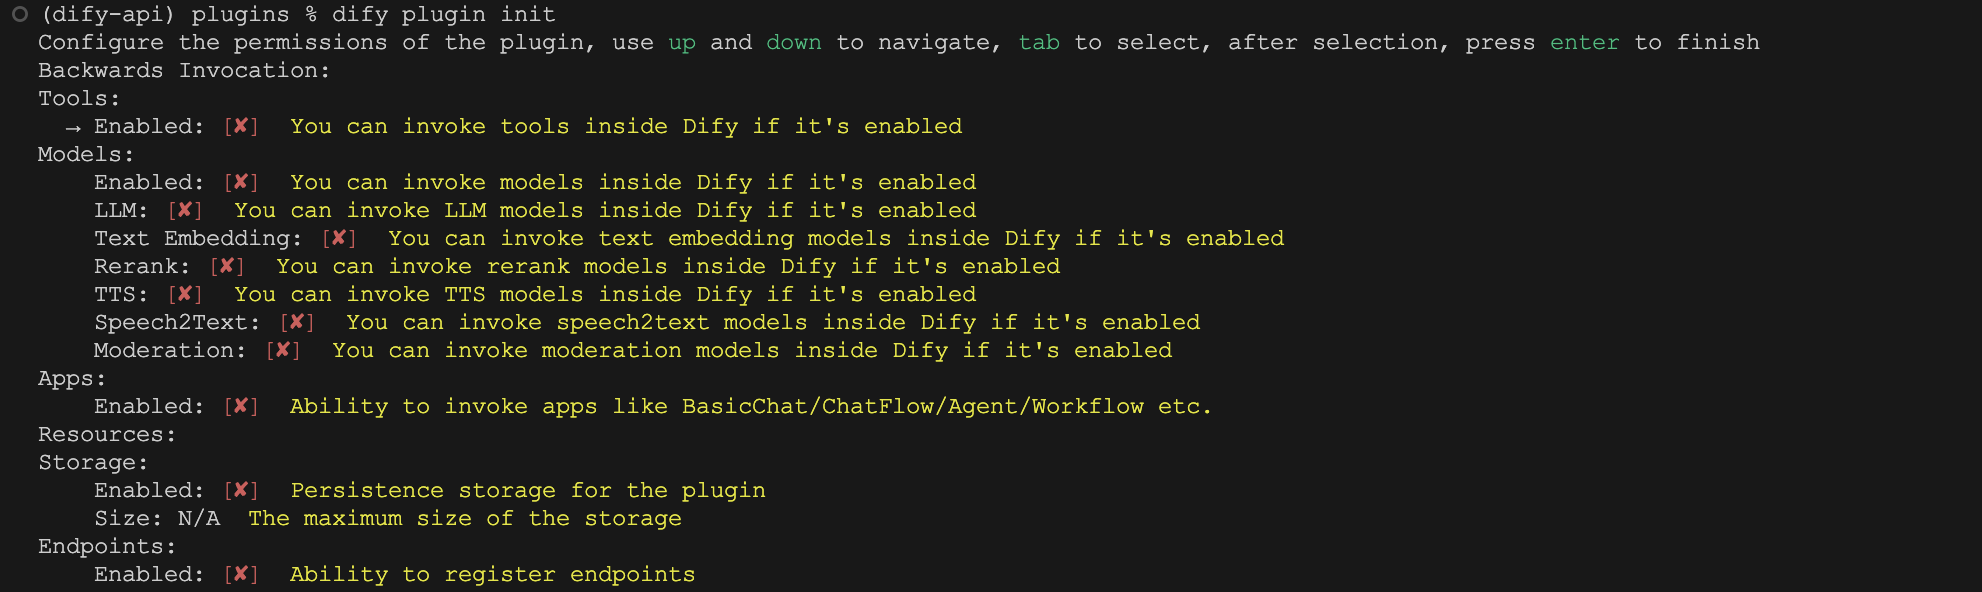 (dify-api) plugins % dify plugin init
Configure the permissions of the plugin, use up and down to navigate, tab to select, after selection, press enter to finish
Backwards Invocation:
Tools:
  → Enabled: [✘]  You can invoke tools inside Dify if it's enabled
Models:
    Enabled: [✘]  You can invoke models inside Dify if it's enabled
    LLM: [✘]  You can invoke LLM models inside Dify if it's enabled
    Text Embedding: [✘]  You can invoke text embedding models inside Dify if it's enabled
    Rerank: [✘]  You can invoke rerank models inside Dify if it's enabled
    TTS: [✘]  You can invoke TTS models inside Dify if it's enabled
    Speech2Text: [✘]  You can invoke speech2text models inside Dify if it's enabled
    Moderation: [✘]  You can invoke moderation models inside Dify if it's enabled
Apps:
    Enabled: [✘]  Ability to invoke apps like BasicChat/ChatFlow/Agent/Workflow etc.
Resources:
Storage:
    Enabled: [✘]  Persistence storage for the plugin
    Size: N/A  The maximum size of the storage
Endpoints:
    Enabled: [✘]  Ability to register endpoints